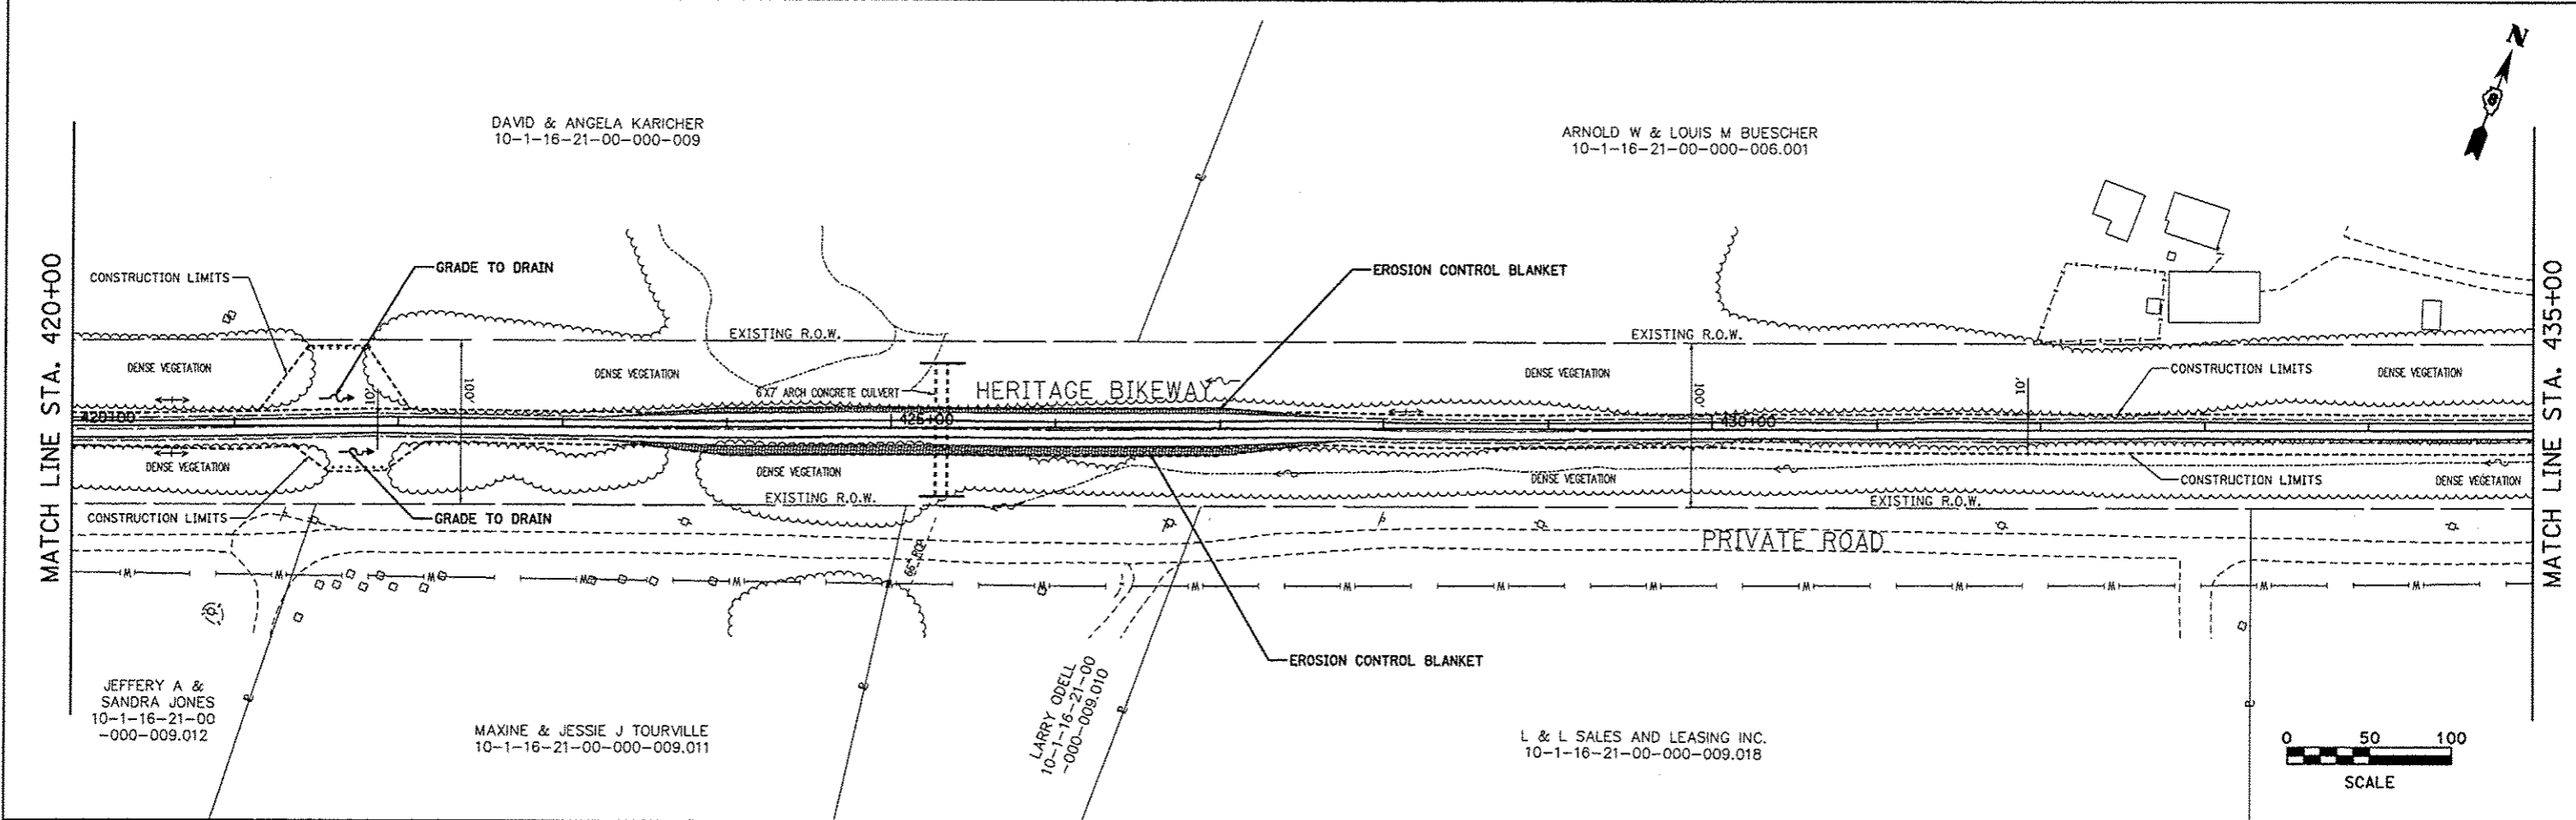 N
DAVID & ANGELA KARICHER
10-1-16-21-00-000-009
ARNOLD W & LOUIS M BUESCHER
10-1-16-21-00-000-006.001
MATCH LINE STA. 420+00
CONSTRUCTION LIMITS
GRADE TO DRAIN
EROSION CONTROL BLANKET
MATCH LINE STA. 435+00
EXISTING R.O.W.
EXISTING R.O.W.
DENSE VEGETATION
DENSE VEGETATION
6'X7' ARCH CONCRETE CULVERT
HERITAGE BIKEWAY
DENSE VEGETATION
CONSTRUCTION LIMITS
DENSE VEGETATION
10'
100'
100'
10'
420+00
425+00
430+00
DENSE VEGETATION
DENSE VEGETATION
DENSE VEGETATION
CONSTRUCTION LIMITS
DENSE VEGETATION
EXISTING R.O.W.
EXISTING R.O.W.
CONSTRUCTION LIMITS
GRADE TO DRAIN
PRIVATE ROAD
W W W W W W W W W W W W W W W W
EROSION CONTROL BLANKET
JEFFERY A &
SANDRA JONES
10-1-16-21-00
-000-009.012
MAXINE & JESSIE J TOURVILLE
10-1-16-21-00-000-009.011
LARRY ODELL
10-1-16-21-00
-000-009.010
L & L SALES AND LEASING INC.
10-1-16-21-00-000-009.018
0 50 100
SCALE